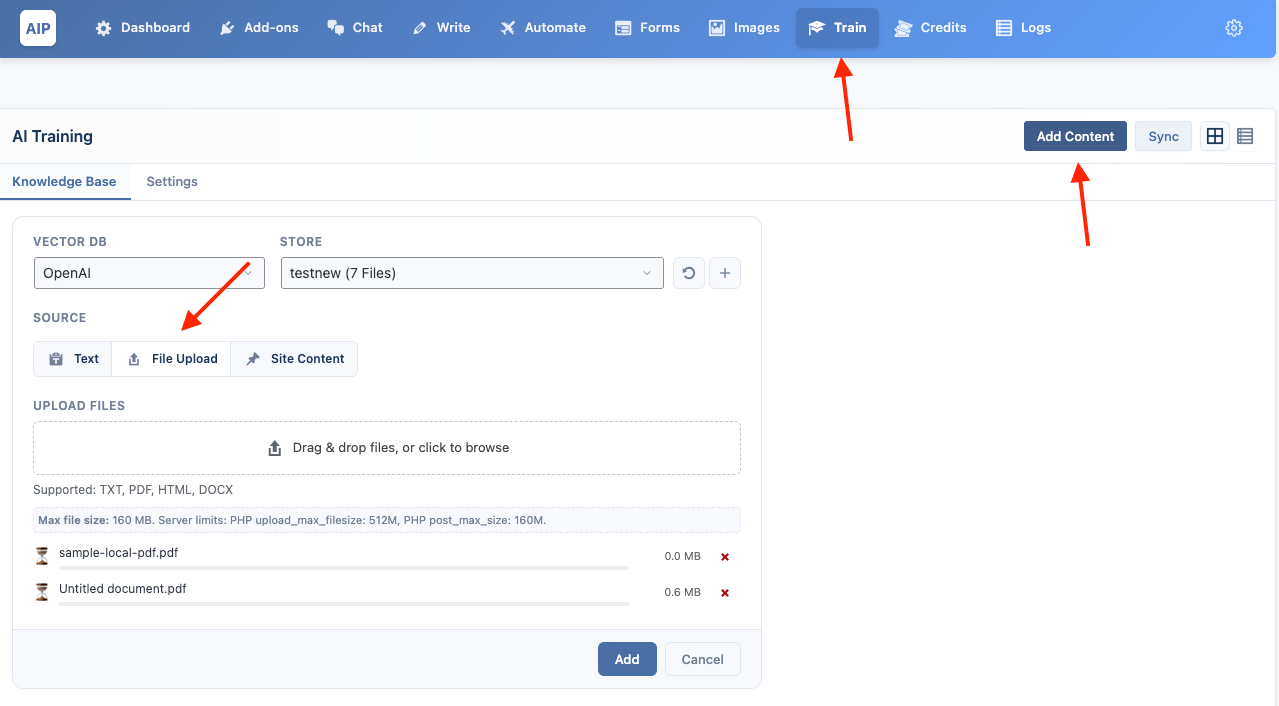 AIP Dashboard Add-ons Chat Write Automate Forms Images Train Credits Logs
AI Training Add Content Sync
Knowledge Base Settings
VECTOR DB STORE
OpenAI testnew (7 Files)
SOURCE
Text File Upload Site Content
UPLOAD FILES
Drag & drop files, or click to browse
Supported: TXT, PDF, HTML, DOCX
Max file size: 160 MB. Server limits: PHP upload_max_filesize: 512M, PHP post_max_size: 160M.
sample-local-pdf.pdf 0.0 MB
Untitled document.pdf 0.6 MB
Add Cancel